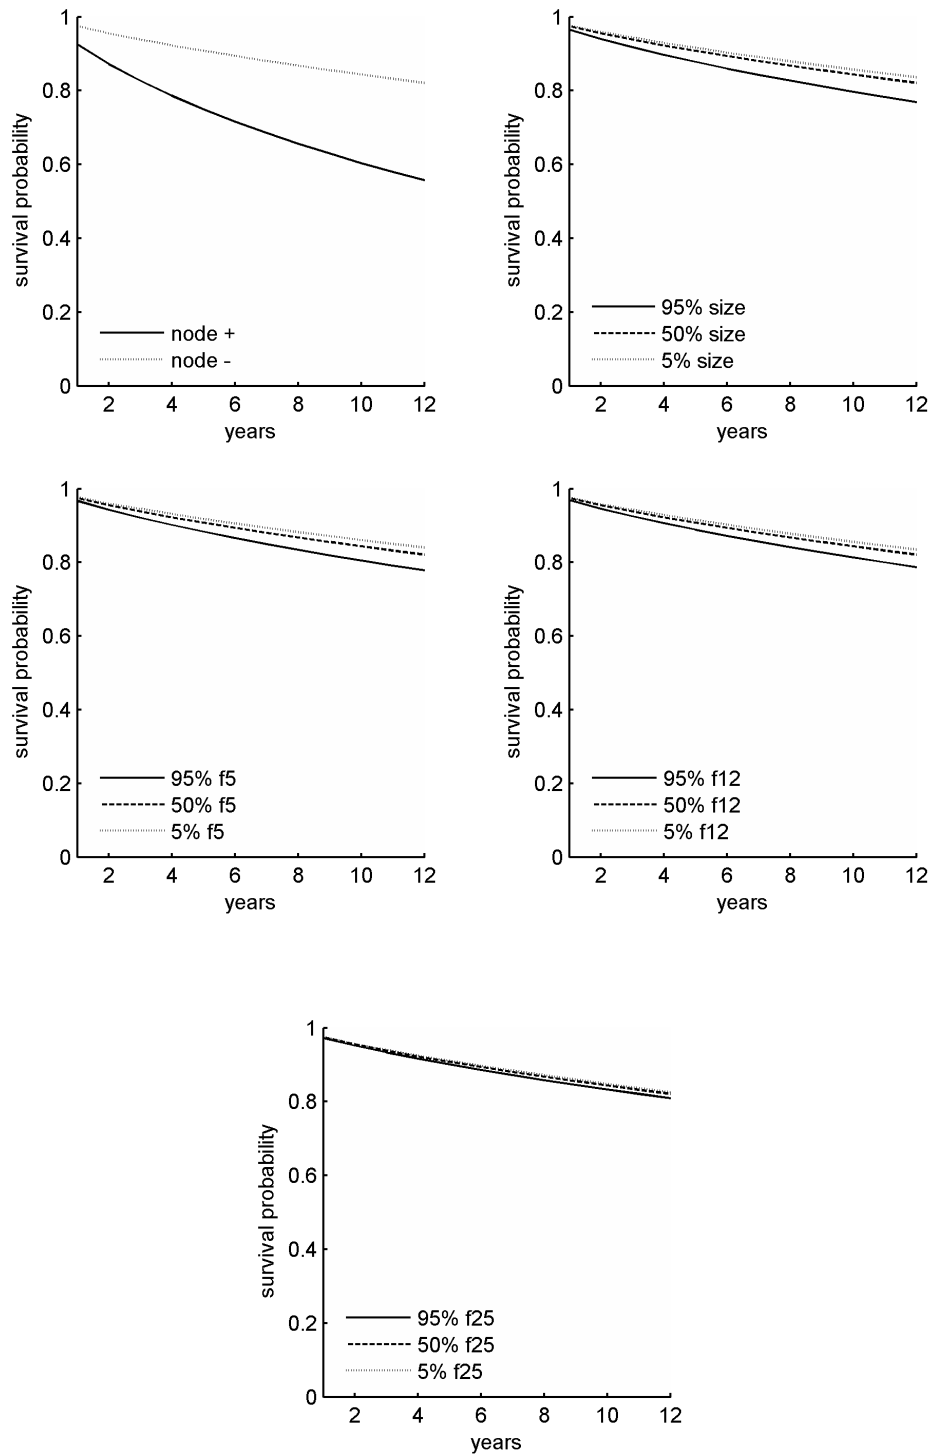 1
0.8
0.6
0.4
0.2
0
survival probability
node +
node -
2 4 6 8 10 12
years
1
0.8
0.6
0.4
0.2
0
survival probability
95% size
50% size
5% size
2 4 6 8 10 12
years
1
0.8
0.6
0.4
0.2
0
survival probability
95% f5
50% f5
5% f5
2 4 6 8 10 12
years
1
0.8
0.6
0.4
0.2
0
survival probability
95% f12
50% f12
5% f12
2 4 6 8 10 12
years
1
0.8
0.6
0.4
0.2
0
survival probability
95% f25
50% f25
5% f25
2 4 6 8 10 12
years